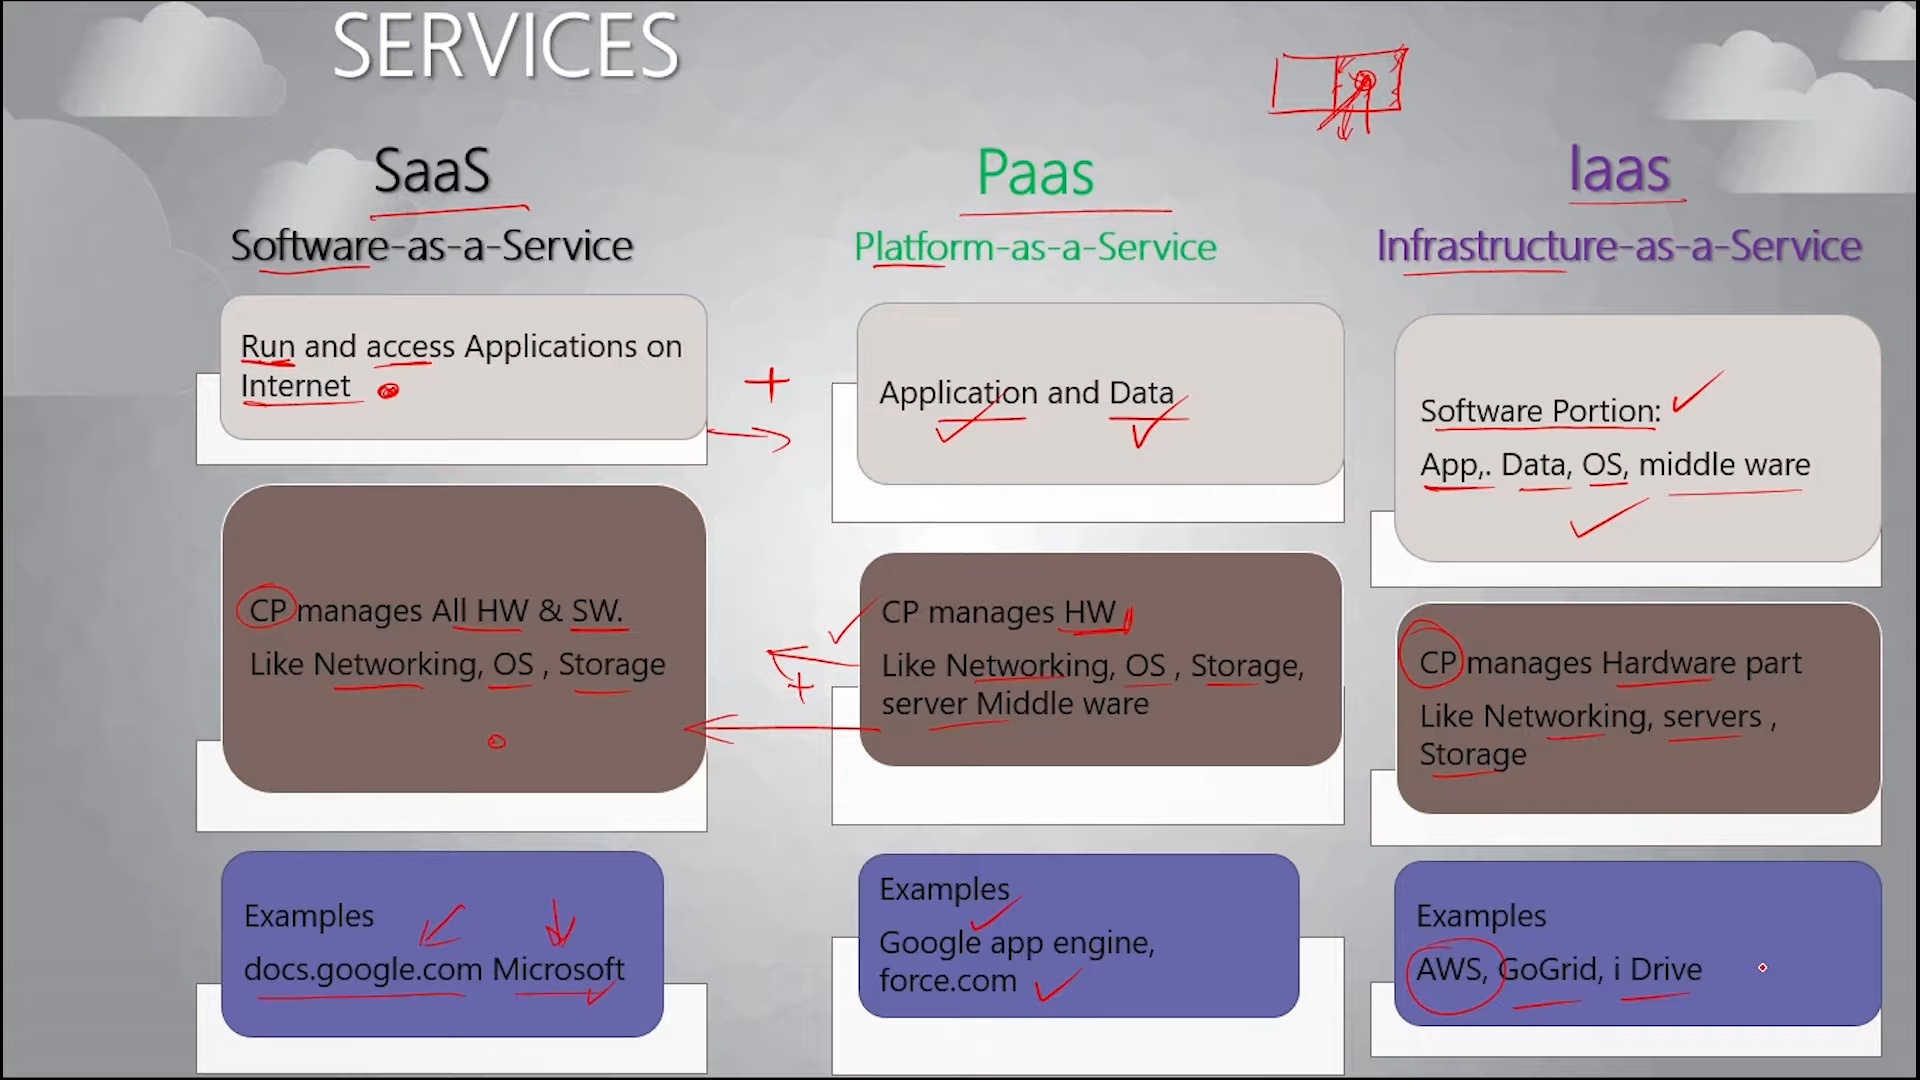 SERVICES
SaaS
Software-as-a-Service
Run and access Applications on
Internet
CP manages All HW & SW.
Like Networking, OS , Storage
Examples
docs.google.com Microsoft
Paas
Platform-as-a-Service
Application and Data
CP manages HW
Like Networking, OS , Storage,
server Middle ware
Examples
Google app engine,
force.com
Iaas
Infrastructure-as-a-Service
Software Portion:
App,. Data, OS, middle ware
CP manages Hardware part
Like Networking, servers ,
Storage
Examples
AWS, GoGrid, i Drive